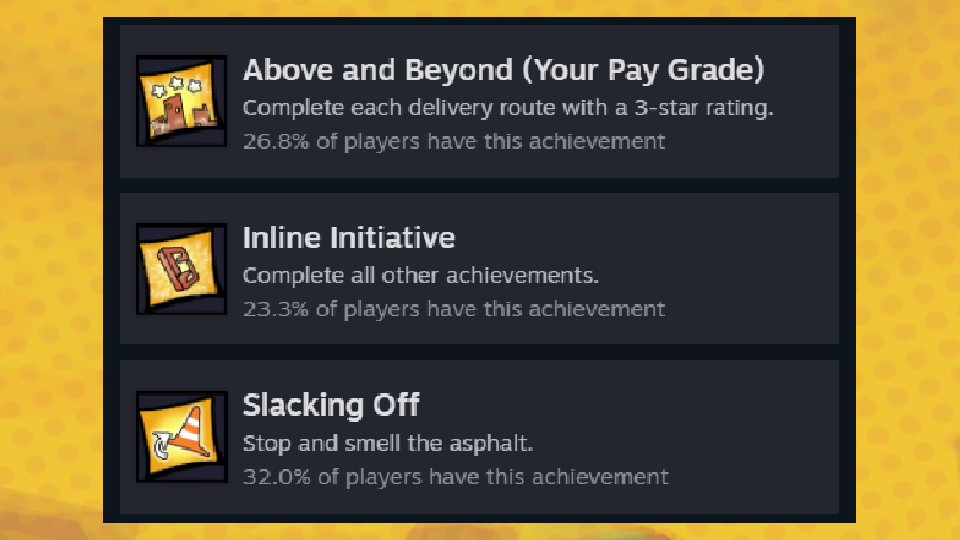 Above and Beyond (Your Pay Grade)
Complete each delivery route with a 3-star rating.
26.8% of players have this achievement
Inline Initiative
Complete all other achievements.
23.3% of players have this achievement
Slacking Off
Stop and smell the asphalt.
32.0% of players have this achievement